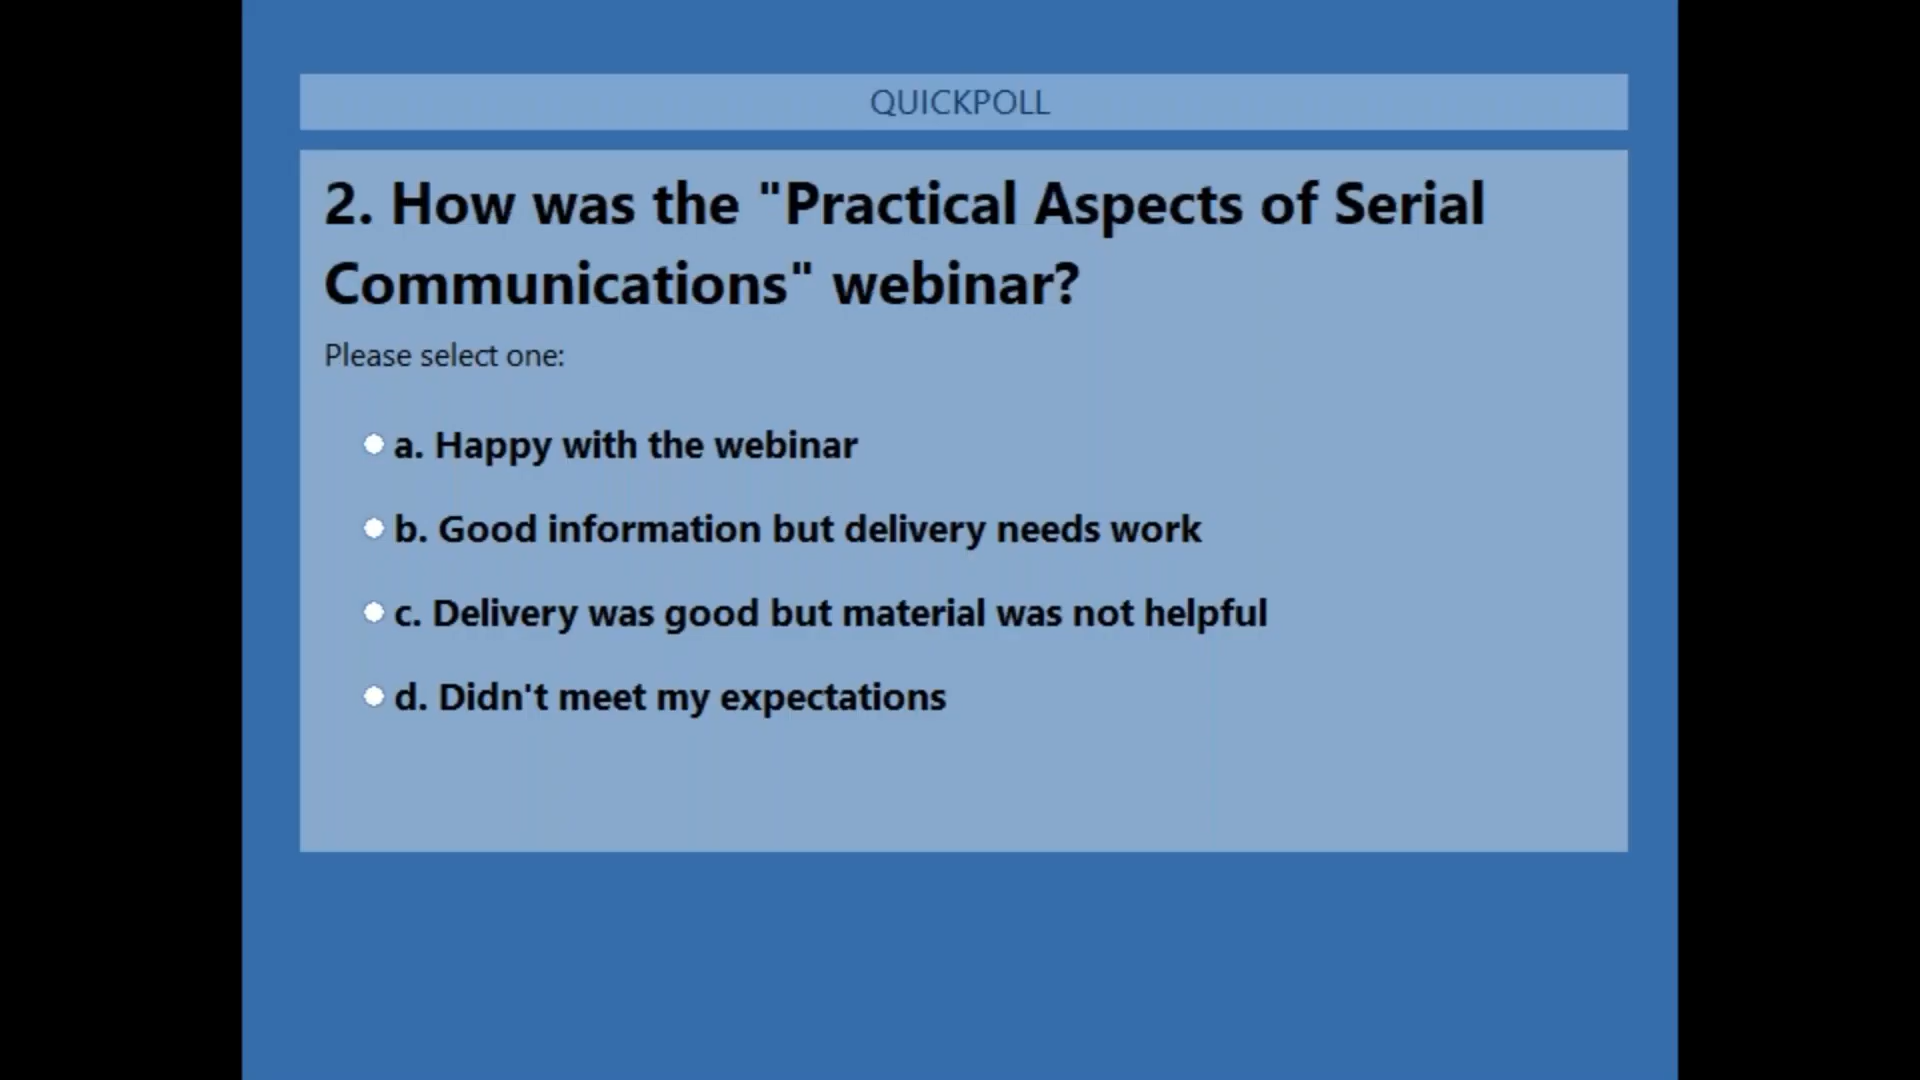 QUICKPOLL
2. How was the "Practical Aspects of Serial
Communications" webinar?
Please select one:
a. Happy with the webinar
b. Good information but delivery needs work
c. Delivery was good but material was not helpful
d. Didn't meet my expectations